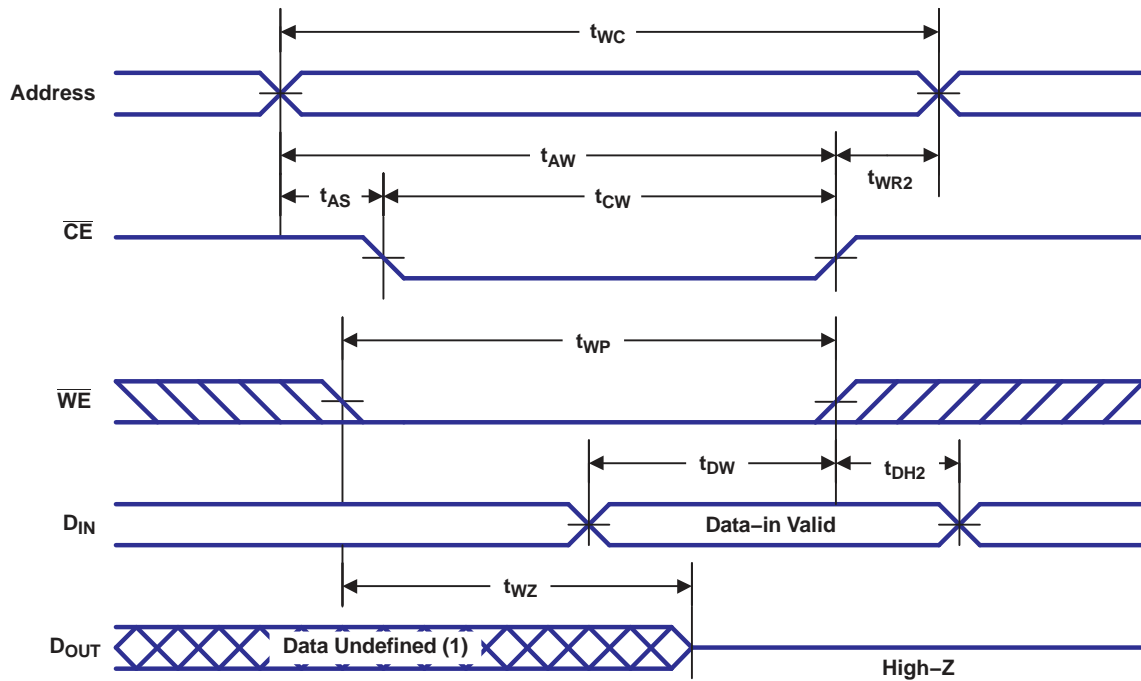 tWC
Address
tAW
tWR2
tAS
tCW
CE
tWP
WE
tDW
tDH2
DIN
Data–in Valid
tWZ
DOUT
Data Undefined (1)
High–Z